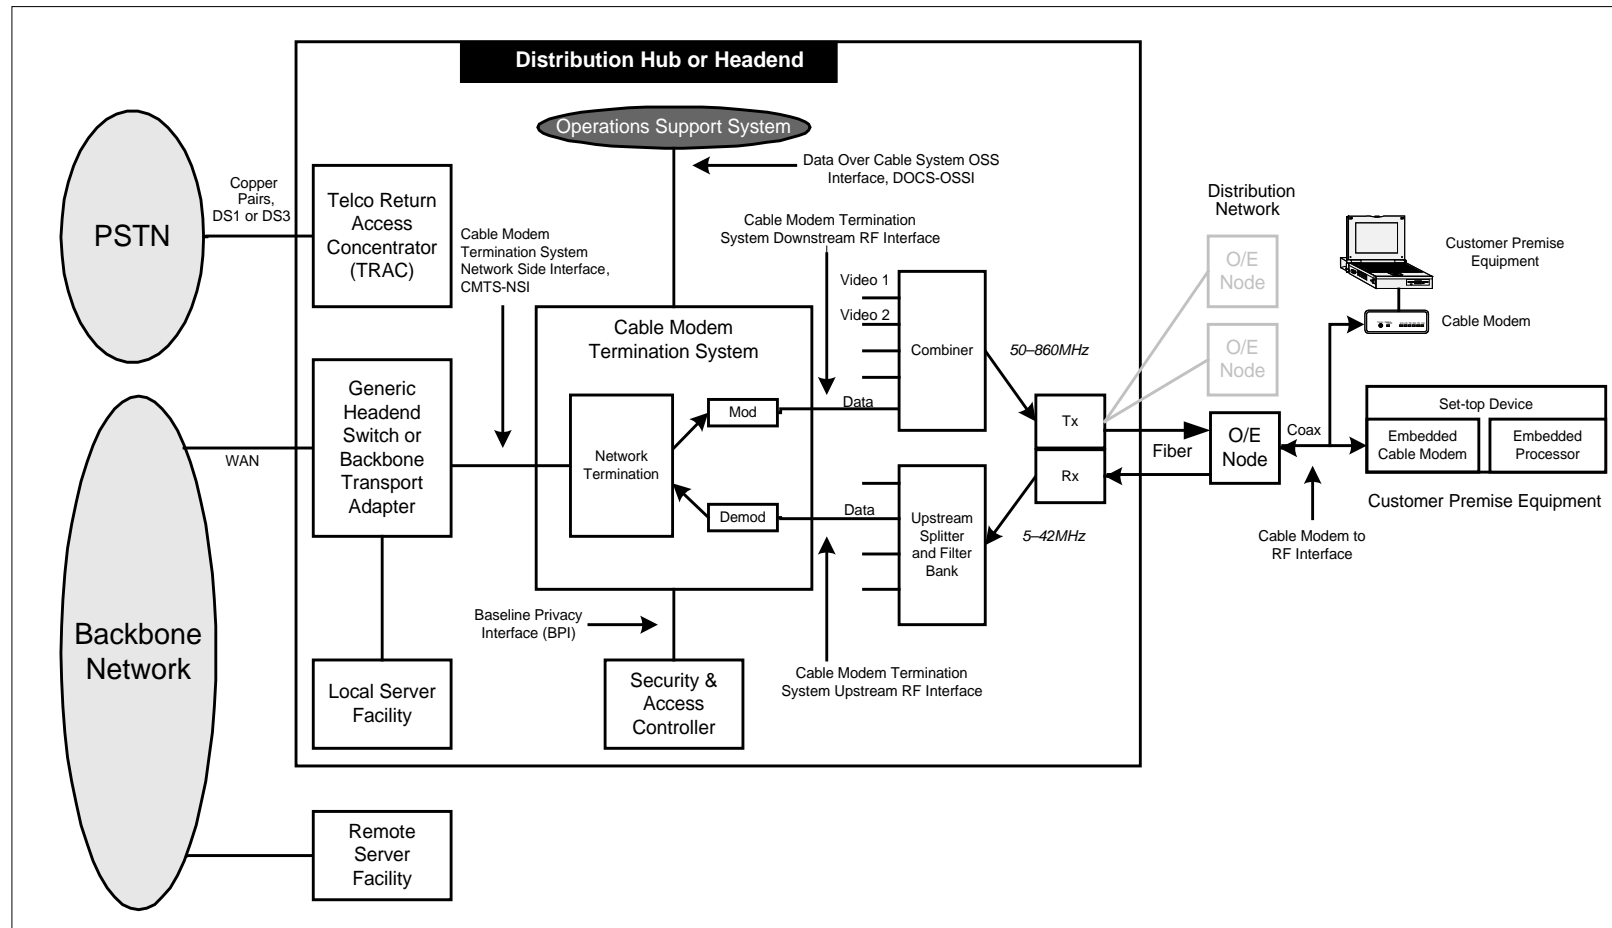 Distribution Hub or Headend
Operations Support System
Data Over Cable System OSS
Interface, DOCS-OSSI
PSTN
Copper
Pairs,
DS1 or DS3
Telco Return
Access
Concentrator
(TRAC)
Cable Modem
Termination System
Network Side Interface,
CMTS-NSI
Cable Modem Termination
System Downstream RF Interface
Distribution
Network
O/E
Node
O/E
Node
Customer Premise
Equipment
Cable Modem
Video 1
Video 2
Combiner
50–860MHz
Cable Modem
Termination System
Generic
Headend
Switch or
Backbone
Transport
Adapter
WAN
Network
Termination
Mod
Data
Demod
Data
Tx
Rx
Fiber
O/E
Node
Coax
Set-top Device
Embedded
Cable Modem
Embedded
Processor
Customer Premise Equipment
Upstream
Splitter
and Filter
Bank
5–42MHz
Cable Modem to
RF Interface
Baseline Privacy
Interface (BPI)
Backbone
Network
Local Server
Facility
Security &
Access
Controller
Cable Modem Termination
System Upstream RF Interface
Remote
Server
Facility